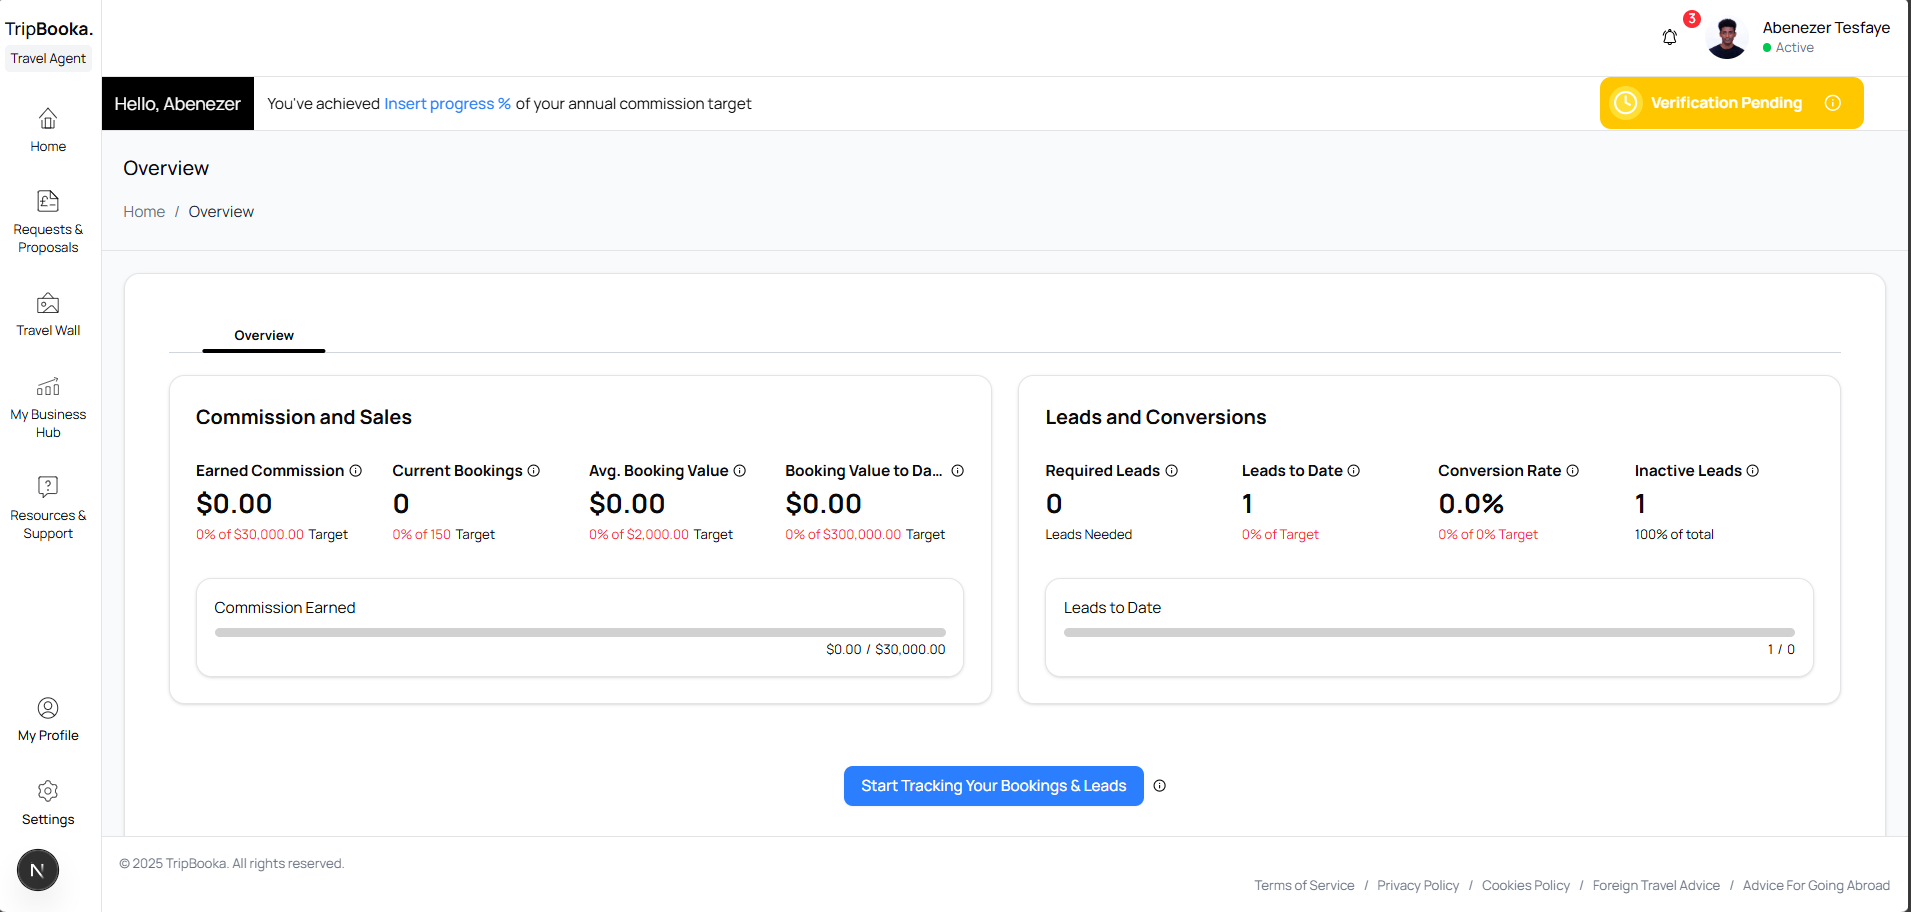 TripBooka.
Travel Agent
Home
Requests &
Proposals
Travel Wall
My Business
Hub
Resources &
Support
My Profile
Settings
N
3
Abenezer Tesfaye
Active
Hello, Abenezer
You've achieved Insert progress % of your annual commission target
Verification Pending
Overview
Home / Overview
Overview
Commission and Sales
Earned Commission
$0.00
0% of $30,000.00 Target
Current Bookings
0
0% of 150 Target
Avg. Booking Value
$0.00
0% of $2,000.00 Target
Booking Value to Da...
$0.00
0% of $300,000.00 Target
Commission Earned
$0.00 / $30,000.00
Leads and Conversions
Required Leads
0
Leads Needed
Leads to Date
1
0% of Target
Conversion Rate
0.0%
0% of 0% Target
Inactive Leads
1
100% of total
Leads to Date
1 / 0
Start Tracking Your Bookings & Leads
© 2025 TripBooka. All rights reserved.
Terms of Service / Privacy Policy / Cookies Policy / Foreign Travel Advice / Advice For Going Abroad